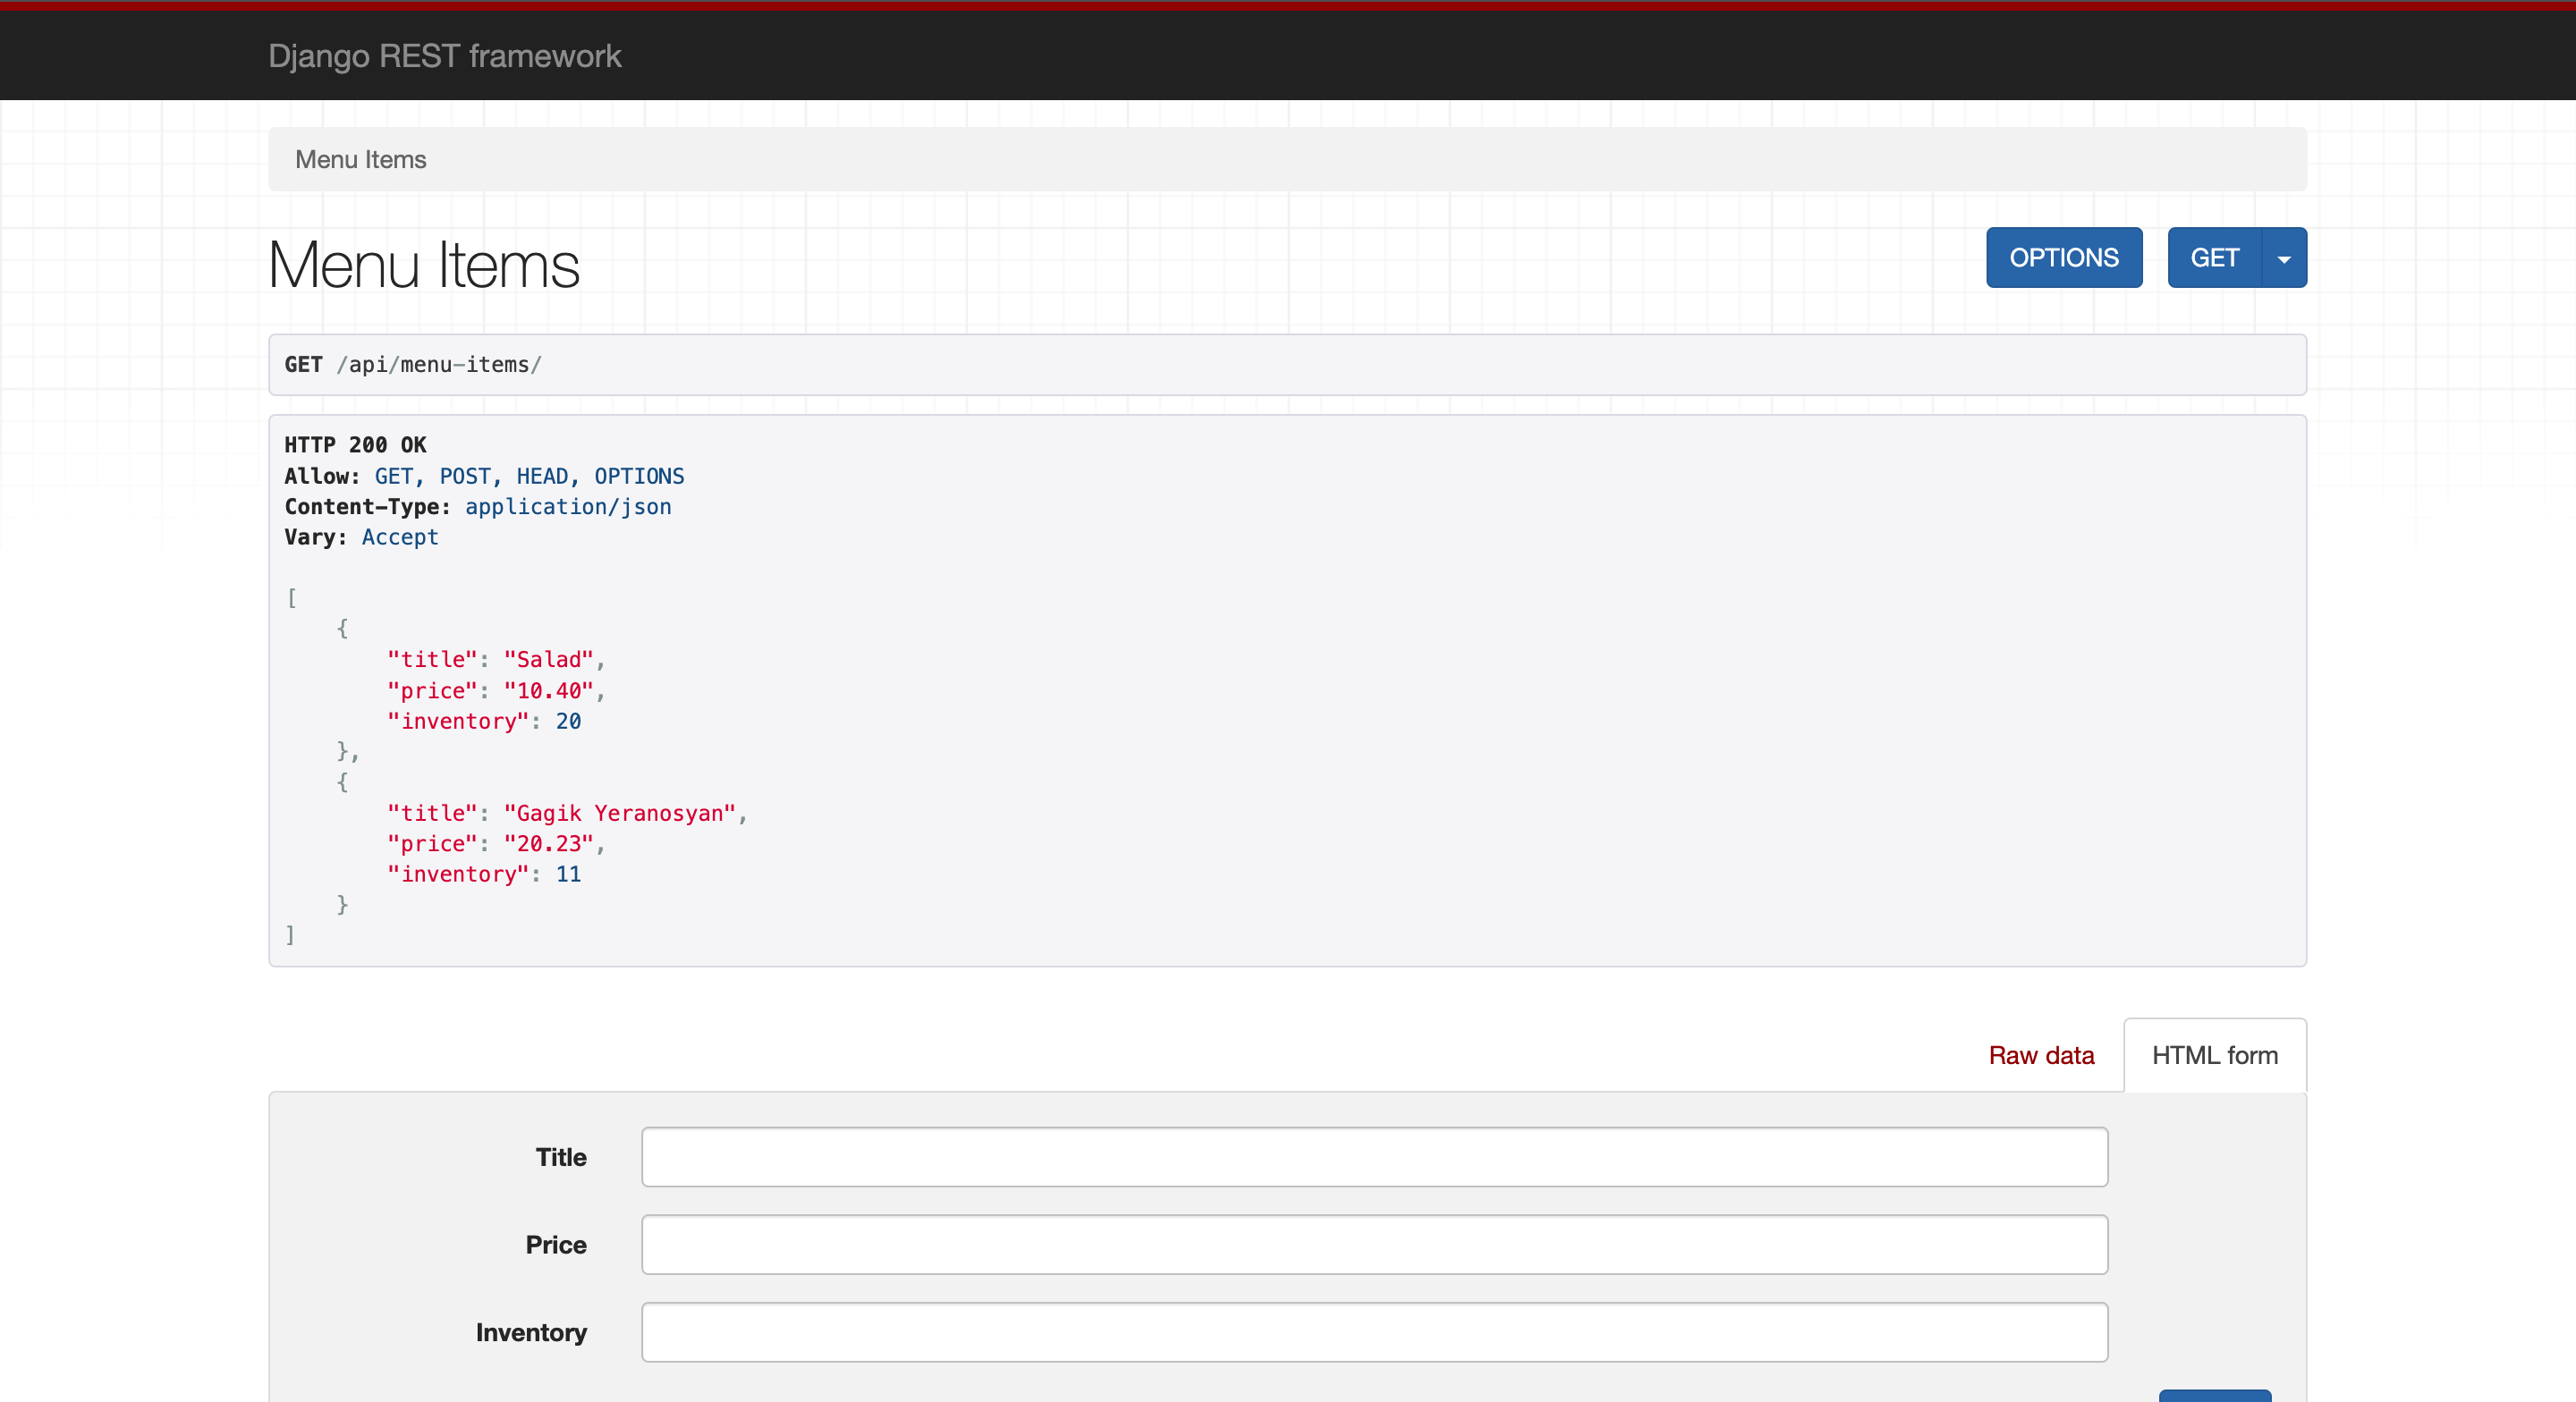 Django REST framework
Menu Items
Menu Items
OPTIONS
GET
GET /api/menu-items/
HTTP 200 OK
Allow: GET, POST, HEAD, OPTIONS
Content-Type: application/json
Vary: Accept
[
    {
        "title": "Salad",
        "price": "10.40",
        "inventory": 20
    },
    {
        "title": "Gagik Yeranosyan",
        "price": "20.23",
        "inventory": 11
    }
]
Raw data
HTML form
Title
Price
Inventory